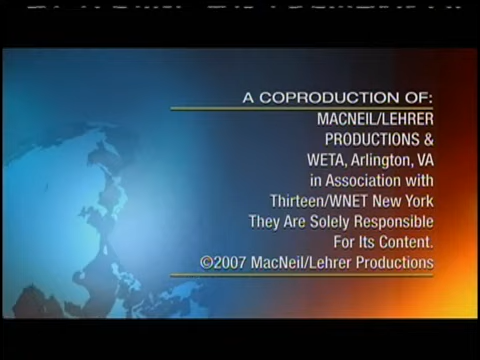 A COPRODUCTION OF:
MACNEIL/LEHRER
PRODUCTIONS &
WETA, Arlington, VA
in Association with
Thirteen/WNET New York
They Are Solely Responsible
For Its Content.
©2007 MacNeil/Lehrer Productions